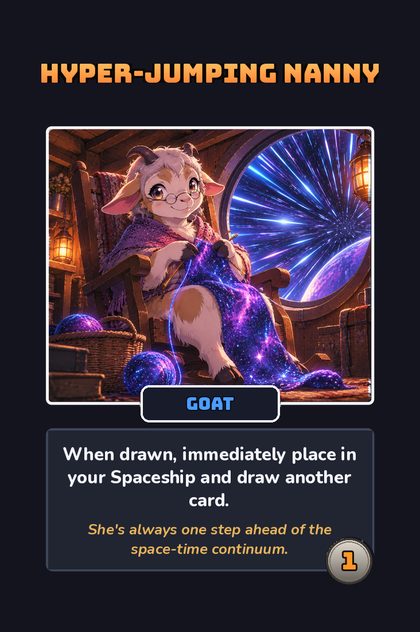 HYPER-JUMPING NANNY
GOAT
When drawn, immediately place in
your Spaceship and draw another
card.
She's always one step ahead of the
space-time continuum.
1